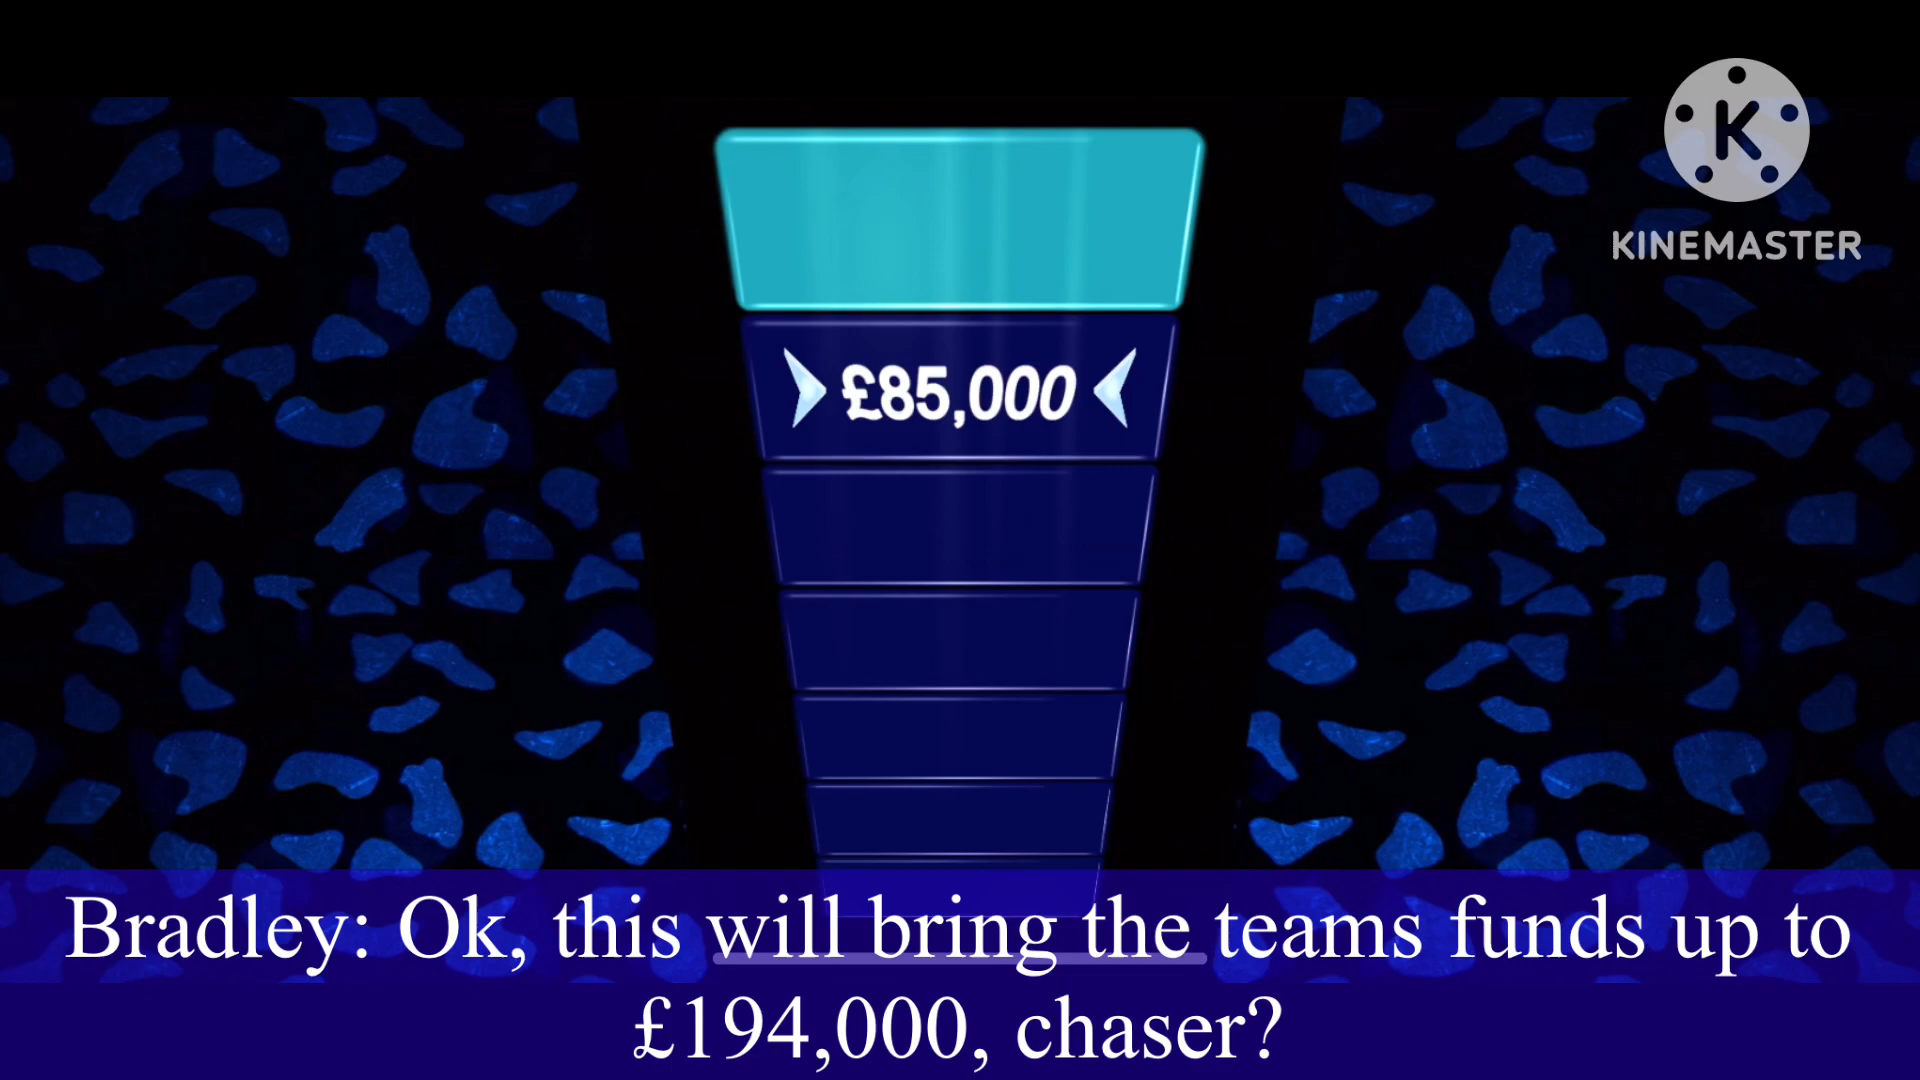 K
KINEMASTER
£85,000
Bradley: Ok, this will bring the teams funds up to
£194,000, chaser?